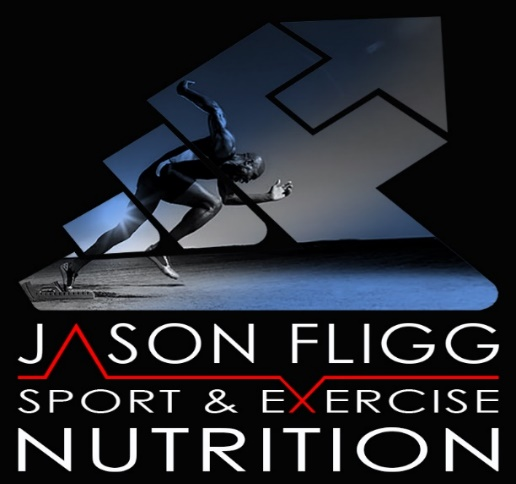 JASON FLIGG
SPORT & EXERCISE
NUTRITION